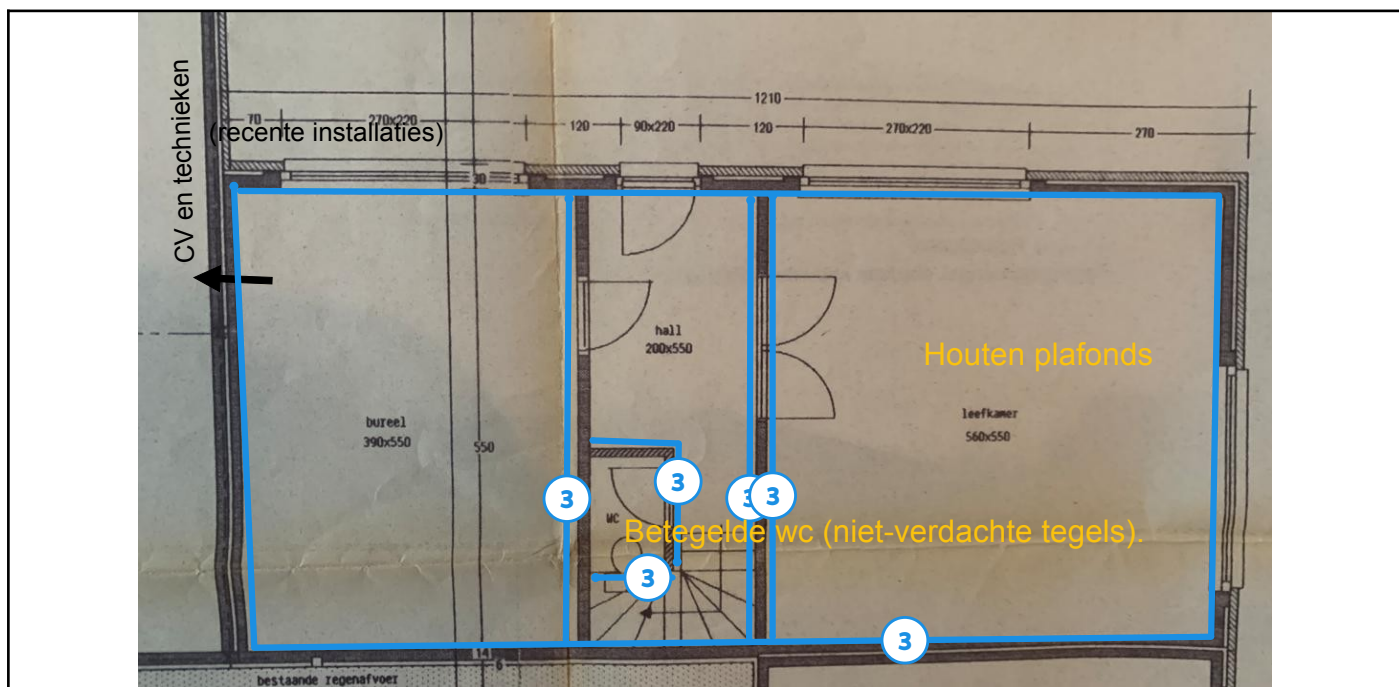 1210
70
270x220
120
90x220
120
270x220
270
(recente installaties)
CV en technieken
30
3
hall
200x550
Houten plafonds
bureel
390x550
550
leefkamer
560x550
3
3
3
3
WC
Betegelde wc (niet-verdachte tegels).
3
3
14
6
bestaande regenafvoer